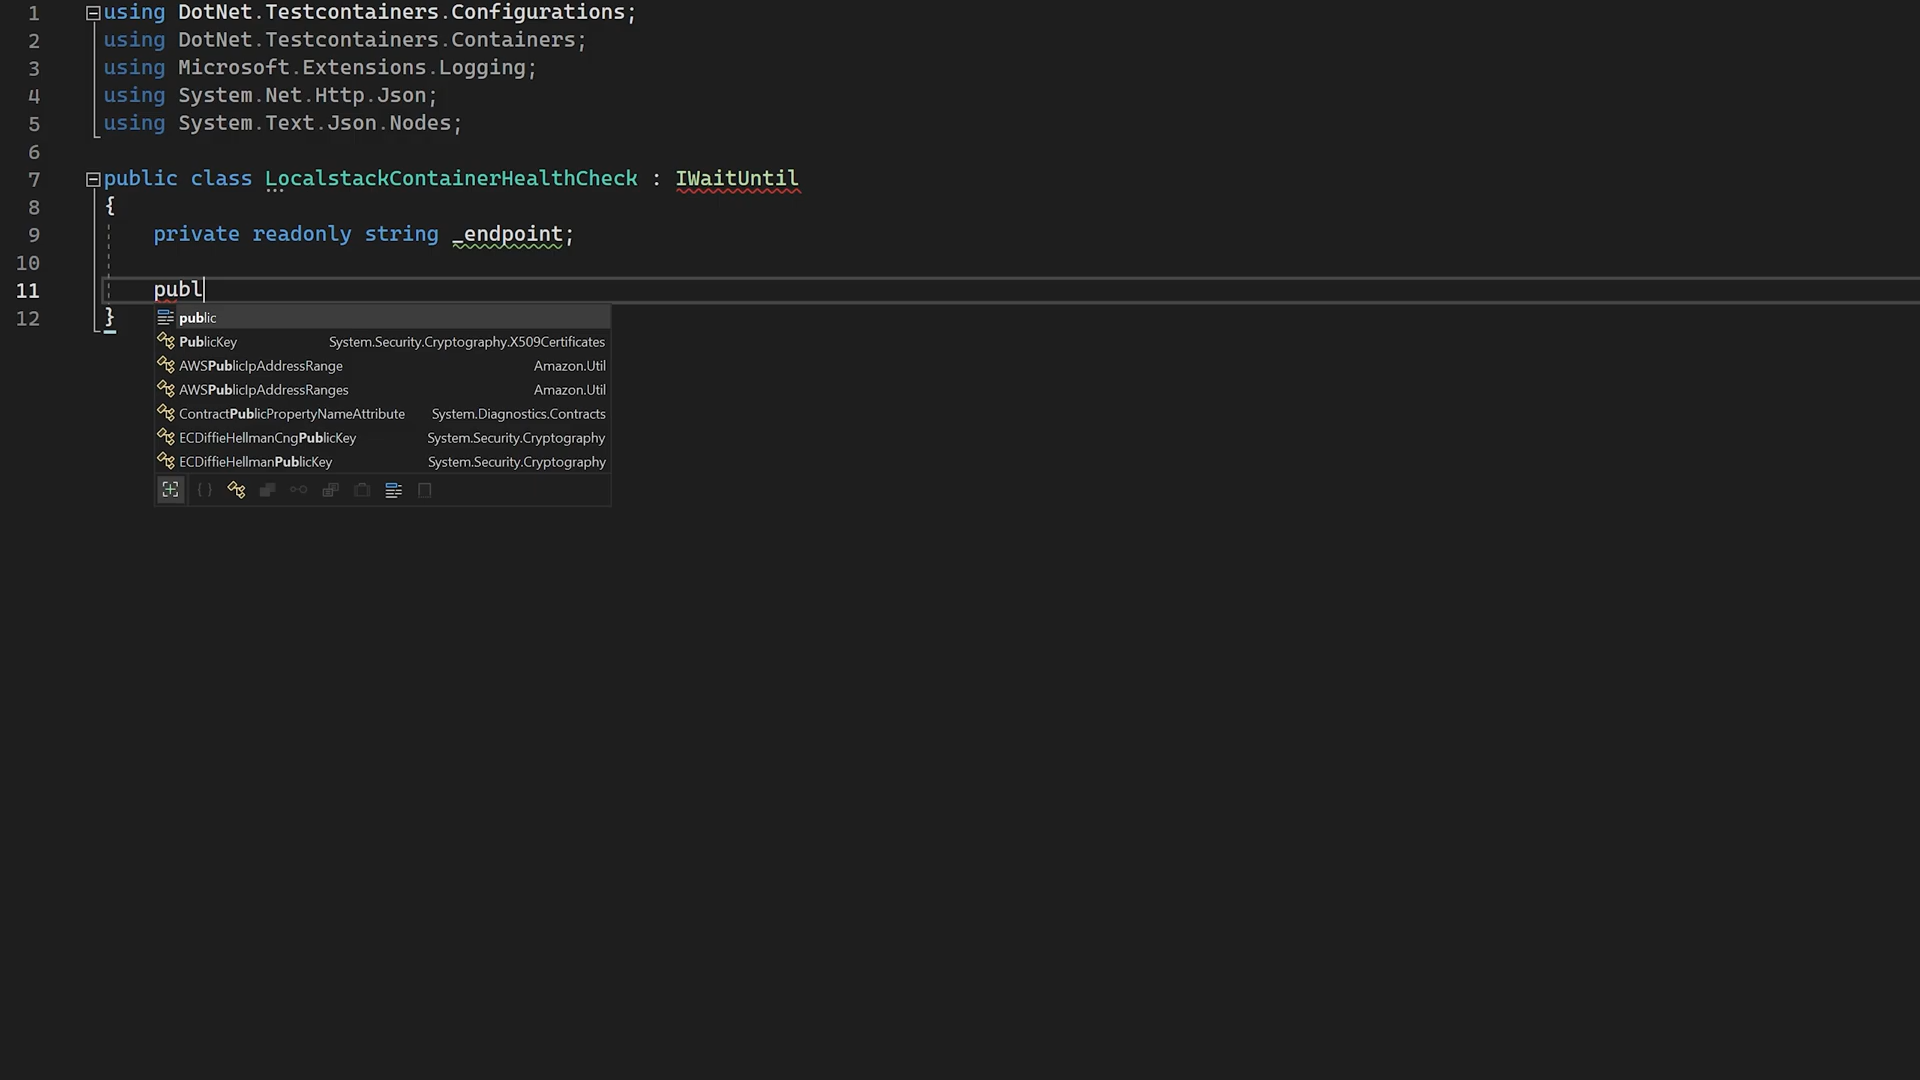 1 using DotNet.Testcontainers.Configurations;
2 using DotNet.Testcontainers.Containers;
3 using Microsoft.Extensions.Logging;
4 using System.Net.Http.Json;
5 using System.Text.Json.Nodes;
6
7 public class LocalstackContainerHealthCheck : IWaitUntil
8 {
9 private readonly string _endpoint;
10
11 publ
12 }
public
PublicKey System.Security.Cryptography.X509Certificates
AWSPublicIpAddressRange Amazon.Util
AWSPublicIpAddressRanges Amazon.Util
ContractPublicPropertyNameAttribute System.Diagnostics.Contracts
ECDiffieHellmanCngPublicKey System.Security.Cryptography
ECDiffieHellmanPublicKey System.Security.Cryptography